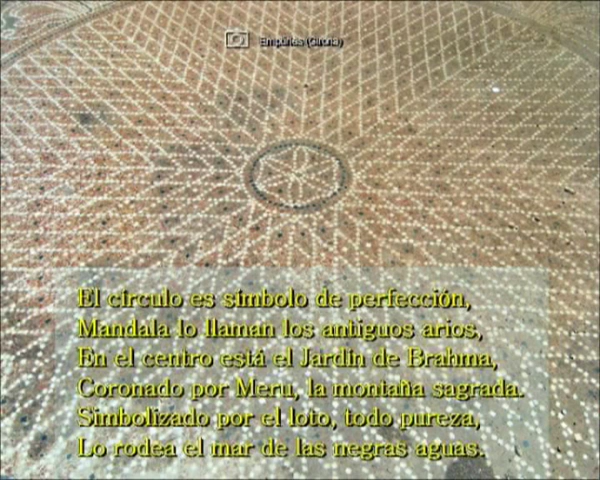 Empúries (Girona)
El círculo es símbolo de perfección,
Mandala lo llaman los antiguos arios,
En el centro está el Jardín de Brahma,
Coronado por Meru, la montaña sagrada.
Simbolizado por el loto, todo pureza,
Lo rodea el mar de las negras aguas.